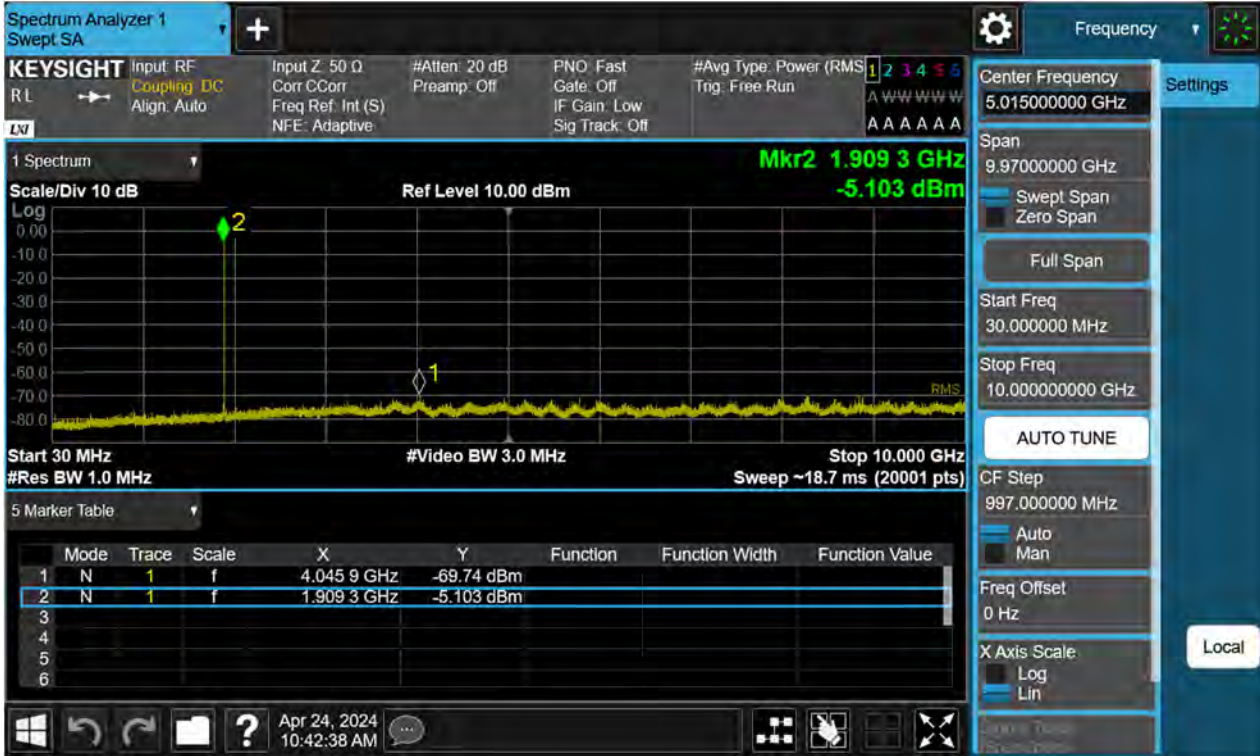 Spectrum Analyzer 1
Swept SA
+
Frequency
KEYSIGHT
RL
LXI
Input: RF
Coupling: DC
Align: Auto
Input Z: 50 Ω
Corr CCorr
Freq Ref: Int (S)
NFE: Adaptive
#Atten: 20 dB
Preamp: Off
PNO: Fast
Gate: Off
IF Gain: Low
Sig Track: Off
#Avg Type: Power (RMS
Trig: Free Run
1 2 3 4 5 6
A W W W W W
A A A A A A
1 Spectrum
Mkr2 1.909 3 GHz
Scale/Div 10 dB
Ref Level 10.00 dBm
-5.103 dBm
Log
0.00
-10.0
-20.0
-30.0
-40.0
-50.0
-60.0
-70.0
-80.0
2
1
RMS
Start 30 MHz
#Video BW 3.0 MHz
Stop 10.000 GHz
#Res BW 1.0 MHz
Sweep ~18.7 ms (20001 pts)
5 Marker Table
Mode Trace Scale X Y Function Function Width Function Value
1 N 1 f 4.045 9 GHz -69.74 dBm
2 N 1 f 1.909 3 GHz -5.103 dBm
3
4
5
6
?
Apr 24, 2024
10:42:38 AM
Center Frequency
5.015000000 GHz
Settings
Span
9.97000000 GHz
Swept Span
Zero Span
Full Span
Start Freq
30.000000 MHz
Stop Freq
10.000000000 GHz
AUTO TUNE
CF Step
997.000000 MHz
Auto
Man
Freq Offset
0 Hz
X Axis Scale
Log
Lin
Local